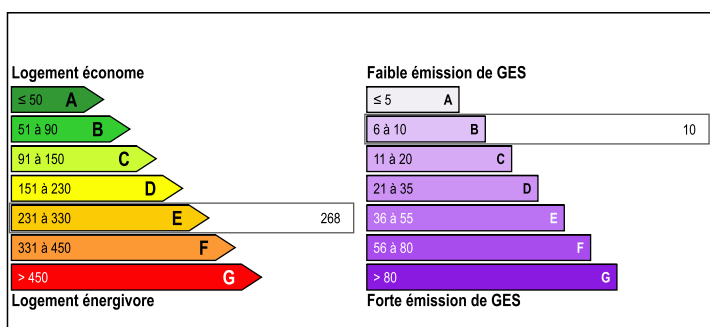 Logement économe
≤ 50 A
51 à 90 B
91 à 150 C
151 à 230 D
231 à 330 E 268
331 à 450 F
> 450 G
Logement énergivore
Faible émission de GES
≤ 5 A
6 à 10 B 10
11 à 20 C
21 à 35 D
36 à 55 E
56 à 80 F
> 80 G
Forte émission de GES